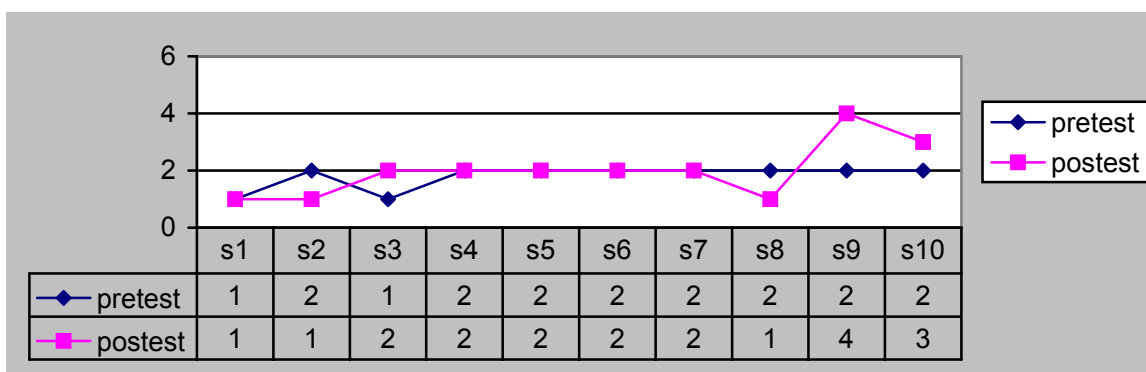 6
4
2
0
pretest
postest
s1 s2 s3 s4 s5 s6 s7 s8 s9 s10
pretest 1 2 1 2 2 2 2 2 2 2
postest 1 1 2 2 2 2 2 1 4 3